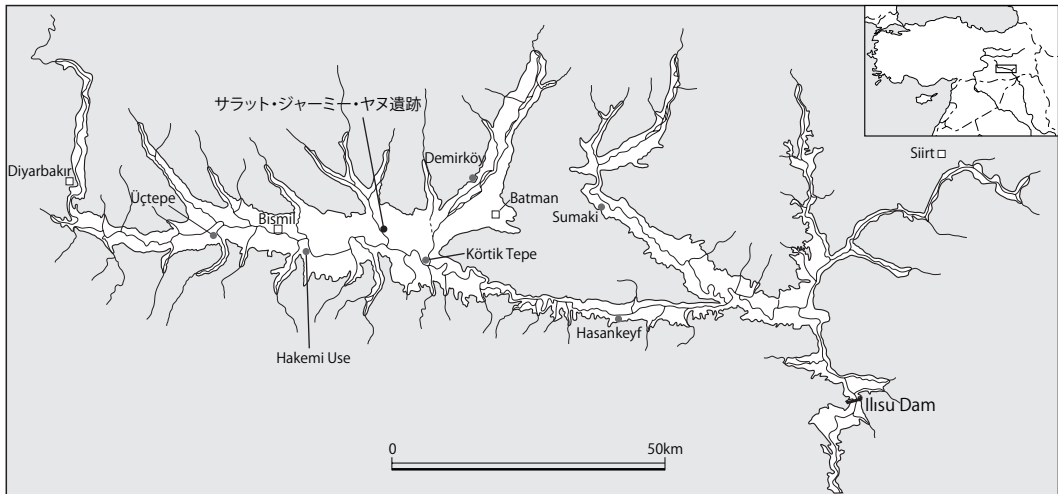 サラット・ジャーミー・ヤヌ遺跡
Siirt
Demirköy
Diyarbakır
Batman
Üçtepe
Sumaki
Bismil
Körtik Tepe
Hasankeyf
Hakemi Use
Ilısu Dam
0 50km